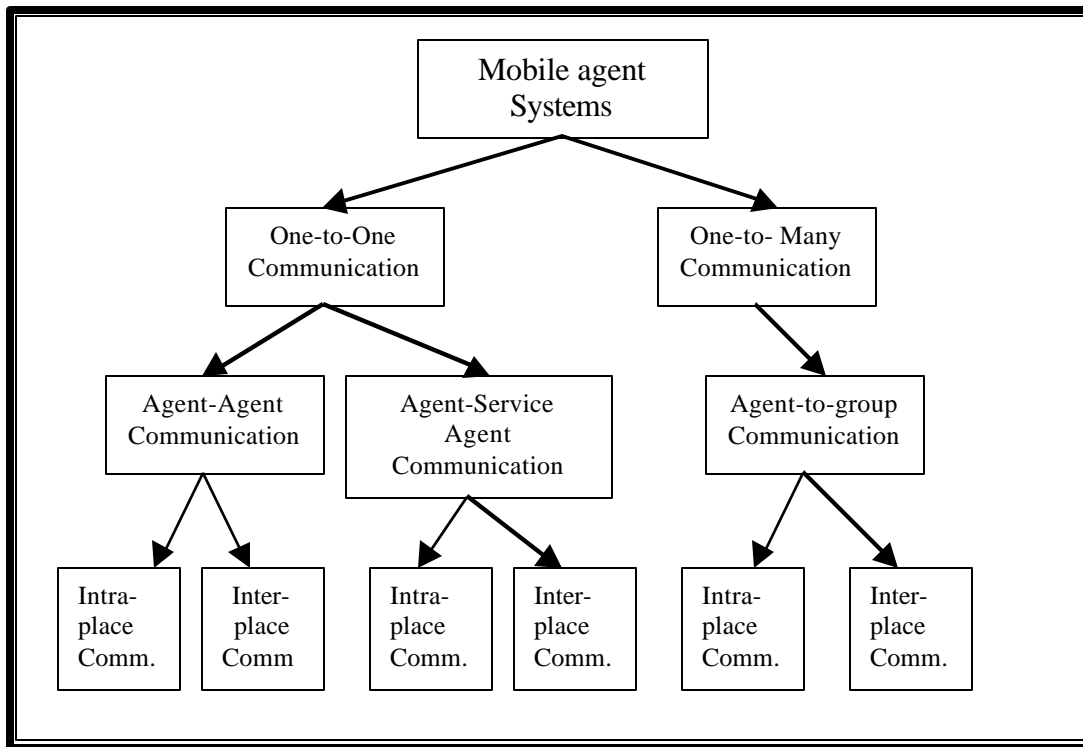 Mobile agent
Systems
One-to-One
Communication
One-to- Many
Communication
Agent-Agent
Communication
Agent-Service
Agent
Communication
Agent-to-group
Communication
Intra-
place
Comm.
Inter-
place
Comm
Intra-
place
Comm.
Inter-
place
Comm.
Intra-
place
Comm.
Inter-
place
Comm.